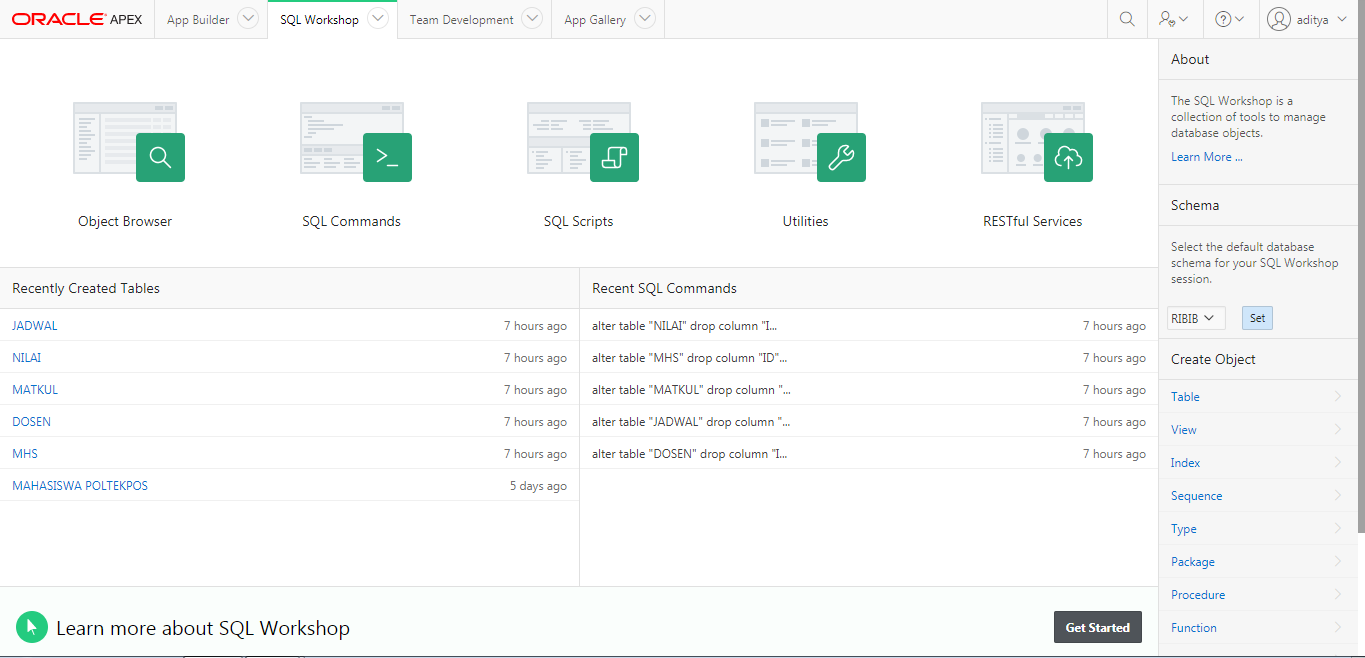 ORACLE APEX
App Builder
SQL Workshop
Team Development
App Gallery
aditya
Object Browser
SQL Commands
SQL Scripts
Utilities
RESTful Services
Recently Created Tables
JADWAL 7 hours ago
NILAI 7 hours ago
MATKUL 7 hours ago
DOSEN 7 hours ago
MHS 7 hours ago
MAHASISWA POLTEKPOS 5 days ago
Recent SQL Commands
alter table "NILAI" drop column "I... 7 hours ago
alter table "MHS" drop column "ID"... 7 hours ago
alter table "MATKUL" drop column "... 7 hours ago
alter table "JADWAL" drop column "... 7 hours ago
alter table "DOSEN" drop column "I... 7 hours ago
Learn more about SQL Workshop
Get Started
About
The SQL Workshop is a
collection of tools to manage
database objects.
Learn More ...
Schema
Select the default database
schema for your SQL Workshop
session.
RIBIB
Set
Create Object
Table
View
Index
Sequence
Type
Package
Procedure
Function